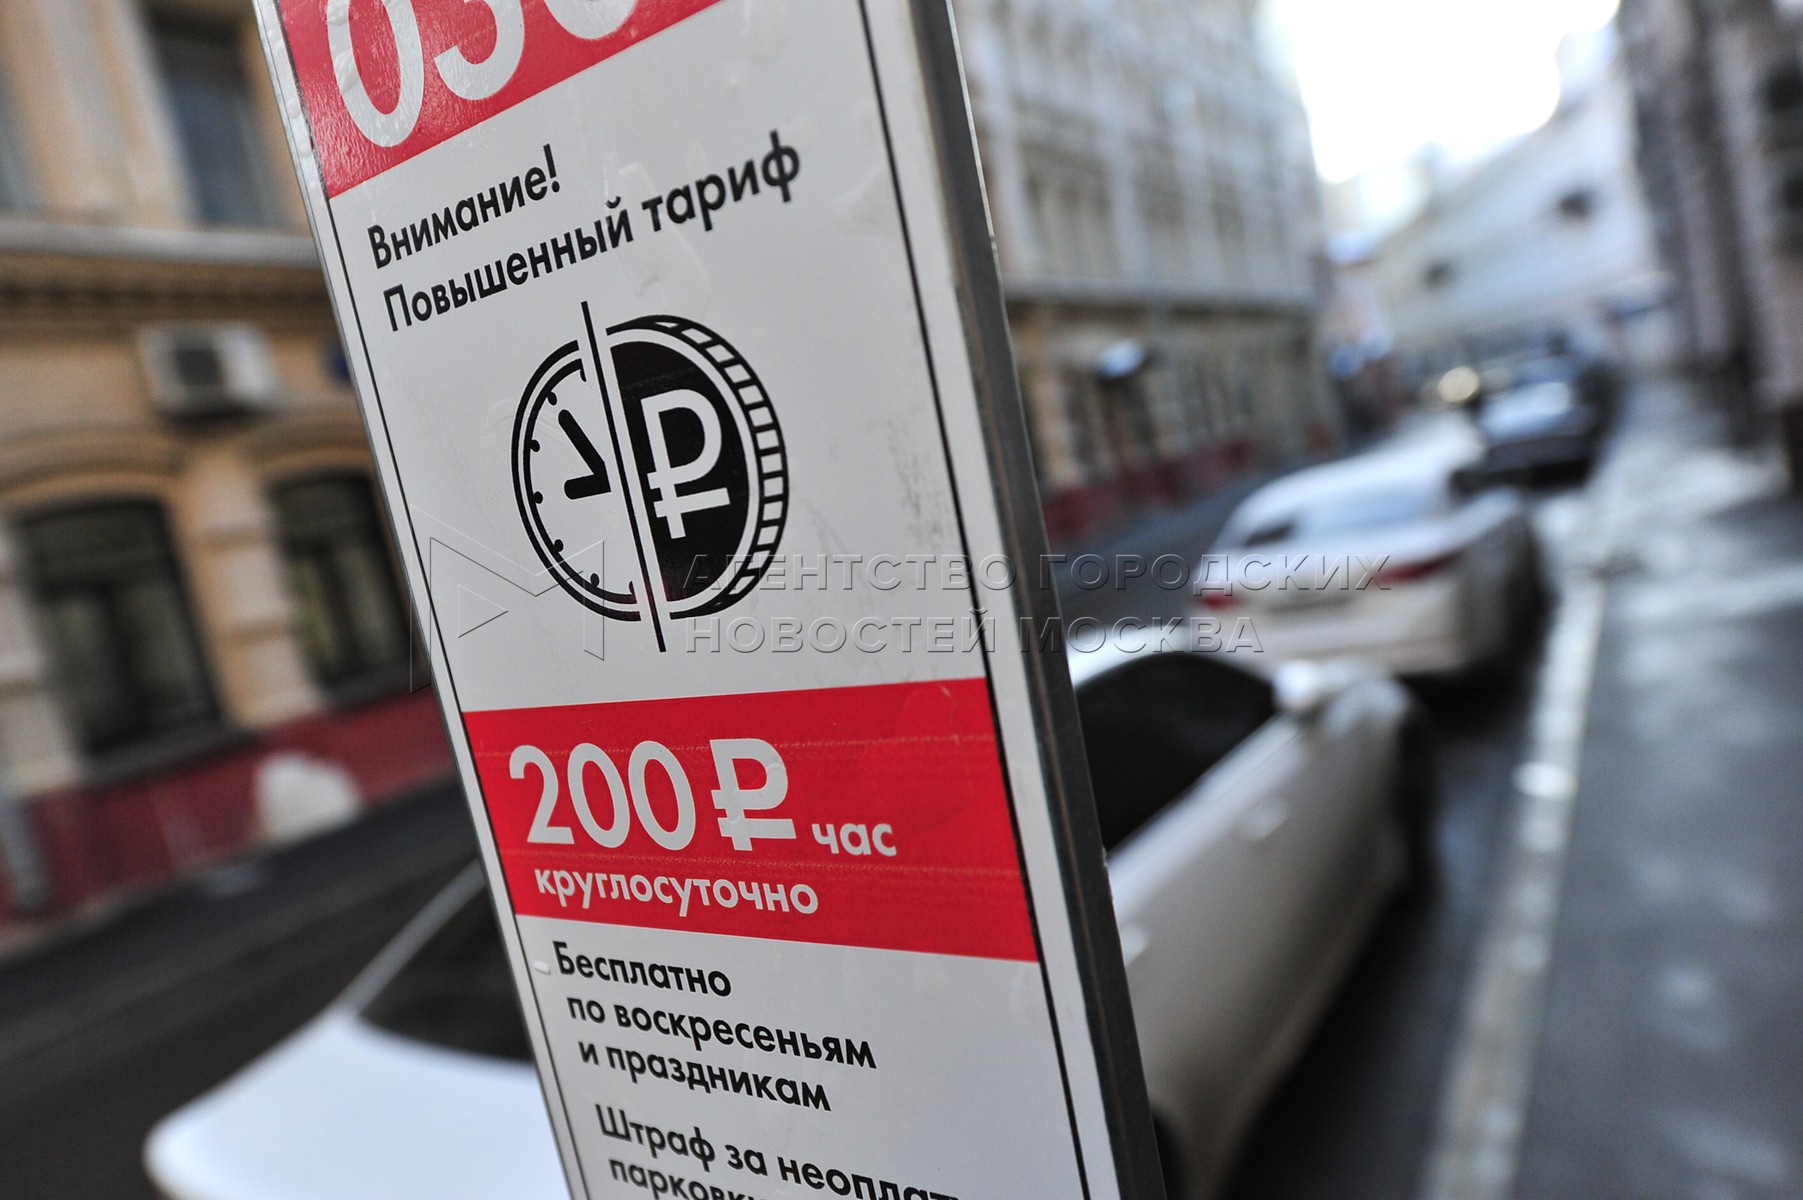 Внимание!
Повышенный тариф
200 ₽ час
круглосуточно
Бесплатно
по воскресеньям
и праздникам
Штраф за
АГЕНТСТВО ГОРОДСКИХ
НОВОСТЕЙ МОСКВА